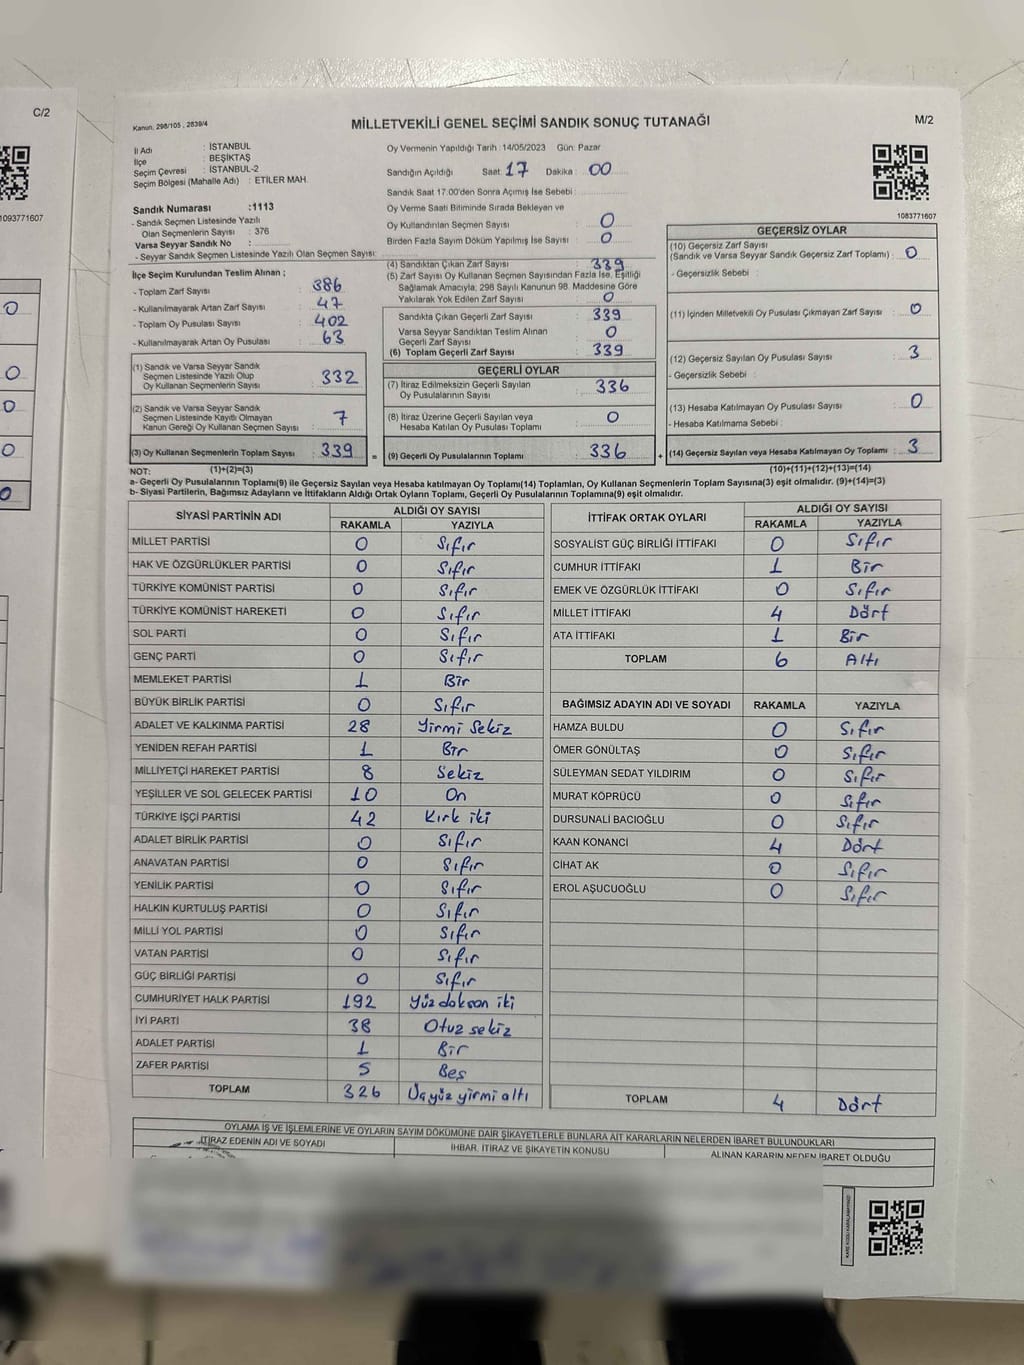 C/2
1093771607
0
0
0
0
0
Kanun, 298/105 , 2839/4
MİLLETVEKİLİ GENEL SEÇİMİ SANDIK SONUÇ TUTANAĞI
M/2
İl Adı : İSTANBUL
İlçe : BEŞİKTAŞ
Seçim Çevresi : İSTANBUL-2
Seçim Bölgesi (Mahalle Adı) : ETİLER MAH.
Oy Vermenin Yapıldığı Tarih : 14/05/2023 Gün: Pazar
Sandığın Açıldığı Saat 17 Dakika : 00
Sandık Saat 17.00'den Sonra Açımış İse Sebebi :
1083771607
Sandık Numarası :1113
- Sandık Seçmen Listesinde Yazılı
Olan Seçmenlerin Sayısı : 376
Varsa Seyyar Sandık No :
- Seyyar Sandık Seçmen Listesinde Yazılı Olan Seçmen Sayısı:
Oy Verme Saati Bitiminde Sırada Bekleyen ve
Oy Kullandırılan Seçmen Sayısı 0
Birden Fazla Sayım Döküm Yapılmış İse Sayısı : 0
İlçe Seçim Kurulundan Teslim Alınan ;
- Toplam Zarf Sayısı : 386
- Kullanılmayarak Artan Zarf Sayısı : 47
- Toplam Oy Pusulası Sayısı : 402
- Kullanılmayarak Artan Oy Pusulası : 63
(4) Sandıktan Çıkan Zarf Sayısı : 339
(5) Zarf Sayısı Oy Kullanan Seçmen Sayısından Fazla İse, Eşitliği
Sağlamak Amacıyla, 298 Sayılı Kanunun 98. Maddesine Göre
Yakılarak Yok Edilen Zarf Sayısı : 0
Sandıkta Çıkan Geçerli Zarf Sayısı : 339
Varsa Seyyar Sandıktan Teslim Alınan
Geçerli Zarf Sayısı : 0
(6) Toplam Geçerli Zarf Sayısı : 339
GEÇERSİZ OYLAR
(10) Geçersiz Zarf Sayısı
(Sandık ve Varsa Seyyar Sandık Geçersiz Zarf Toplamı) : 0
- Geçersizlik Sebebi :
(11) İçinden Milletvekili Oy Pusulası Çıkmayan Zarf Sayısı : 0
(12) Geçersiz Sayılan Oy Pusulası Sayısı : 3
- Geçersizlik Sebebi :
(13) Hesaba Katılmayan Oy Pusulası Sayısı : 0
- Hesaba Katılmama Sebebi :
(14) Geçersiz Sayılan veya Hesaba Katılmayan Oy Toplamı : 3
(1) Sandık ve Varsa Seyyar Sandık
Seçmen Listesinde Yazılı Olup
Oy Kullanan Seçmenlerin Sayısı : 332
(2) Sandık ve Varsa Seyyar Sandık
Seçmen Listesinde Kayıtlı Olmayan
Kanun Gereği Oy Kullanan Seçmen Sayısı : 7
(3) Oy Kullanan Seçmenlerin Toplam Sayısı : 339 =
GEÇERLİ OYLAR
(7) İtiraz Edilmeksizin Geçerli Sayılan
Oy Pusulalarının Sayısı : 336
(8) İtiraz Üzerine Geçerli Sayılan veya
Hesaba Katılan Oy Pusulası Toplamı : 0
(9) Geçerli Oy Pusulalarının Toplamı : 336 +
NOT: (1)+(2)=(3) (10)+(11)+(12)+(13)=(14)
a- Geçerli Oy Pusulalarının Toplamı(9) ile Geçersiz Sayılan veya Hesaba katılmayan Oy Toplamı(14) Toplamları, Oy Kullanan Seçmenlerin Toplam Sayısına(3) eşit olmalıdır. (9)+(14)=(3)
b- Siyasi Partilerin, Bağımsız Adayların ve İttifakların Aldığı Ortak Oyların Toplamı, Geçerli Oy Pusulalarının Toplamına(9) eşit olmalıdır.
SİYASİ PARTİNİN ADI ALDIĞI OY SAYISI
RAKAMLA YAZIYLA
MİLLET PARTİSİ 0 Sıfır
HAK VE ÖZGÜRLÜKLER PARTİSİ 0 Sıfır
TÜRKİYE KOMÜNİST PARTİSİ 0 Sıfır
TÜRKİYE KOMÜNİST HAREKETİ 0 Sıfır
SOL PARTİ 0 Sıfır
GENÇ PARTİ 0 Sıfır
MEMLEKET PARTİSİ 1 Bir
BÜYÜK BİRLİK PARTİSİ 0 Sıfır
ADALET VE KALKINMA PARTİSİ 28 Yirmi Sekiz
YENİDEN REFAH PARTİSİ 1 Bir
MİLLİYETÇİ HAREKET PARTİSİ 8 Sekiz
YEŞİLLER VE SOL GELECEK PARTİSİ 10 On
TÜRKİYE İŞÇİ PARTİSİ 42 Kırk iki
ADALET BİRLİK PARTİSİ 0 Sıfır
ANAVATAN PARTİSİ 0 Sıfır
YENİLİK PARTİSİ 0 Sıfır
HALKIN KURTULUŞ PARTİSİ 0 Sıfır
MİLLİ YOL PARTİSİ 0 Sıfır
VATAN PARTİSİ 0 Sıfır
GÜÇ BİRLİĞİ PARTİSİ 0 Sıfır
CUMHURİYET HALK PARTİSİ 192 Yüz doksan iki
İYİ PARTİ 38 Otuz sekiz
ADALET PARTİSİ 1 Bir
ZAFER PARTİSİ 5 Beş
TOPLAM 326 Üçyüz yirmi altı
İTTİFAK ORTAK OYLARI ALDIĞI OY SAYISI
RAKAMLA YAZIYLA
SOSYALİST GÜÇ BİRLİĞİ İTTİFAKI 0 Sıfır
CUMHUR İTTİFAKI 1 Bir
EMEK VE ÖZGÜRLÜK İTTİFAKI 0 Sıfır
MİLLET İTTİFAKI 4 Dört
ATA İTTİFAKI 1 Bir
TOPLAM 6 Altı
BAĞIMSIZ ADAYIN ADI VE SOYADI RAKAMLA YAZIYLA
HAMZA BULDU 0 Sıfır
ÖMER GÖNÜLTAŞ 0 Sıfır
SÜLEYMAN SEDAT YILDIRIM 0 Sıfır
MURAT KÖPRÜCÜ 0 Sıfır
DURSUNALİ BACIOĞLU 0 Sıfır
KAAN KONANCİ 4 Dört
CİHAT AK 0 Sıfır
EROL AŞUCUOĞLU 0 Sıfır
TOPLAM 4 Dört
OYLAMA İŞ VE İŞLEMLERİNE VE OYLARIN SAYIM DÖKÜMÜNE DAİR ŞİKAYETLERLE BUNLARA AİT KARARLARIN NELERDEN İBARET BULUNDUKLARI
İTİRAZ EDENİN ADI VE SOYADI İHBAR, İTİRAZ VE ŞİKAYETİN KONUSU ALINAN KARARIN NEDEN İBARET OLDUĞU